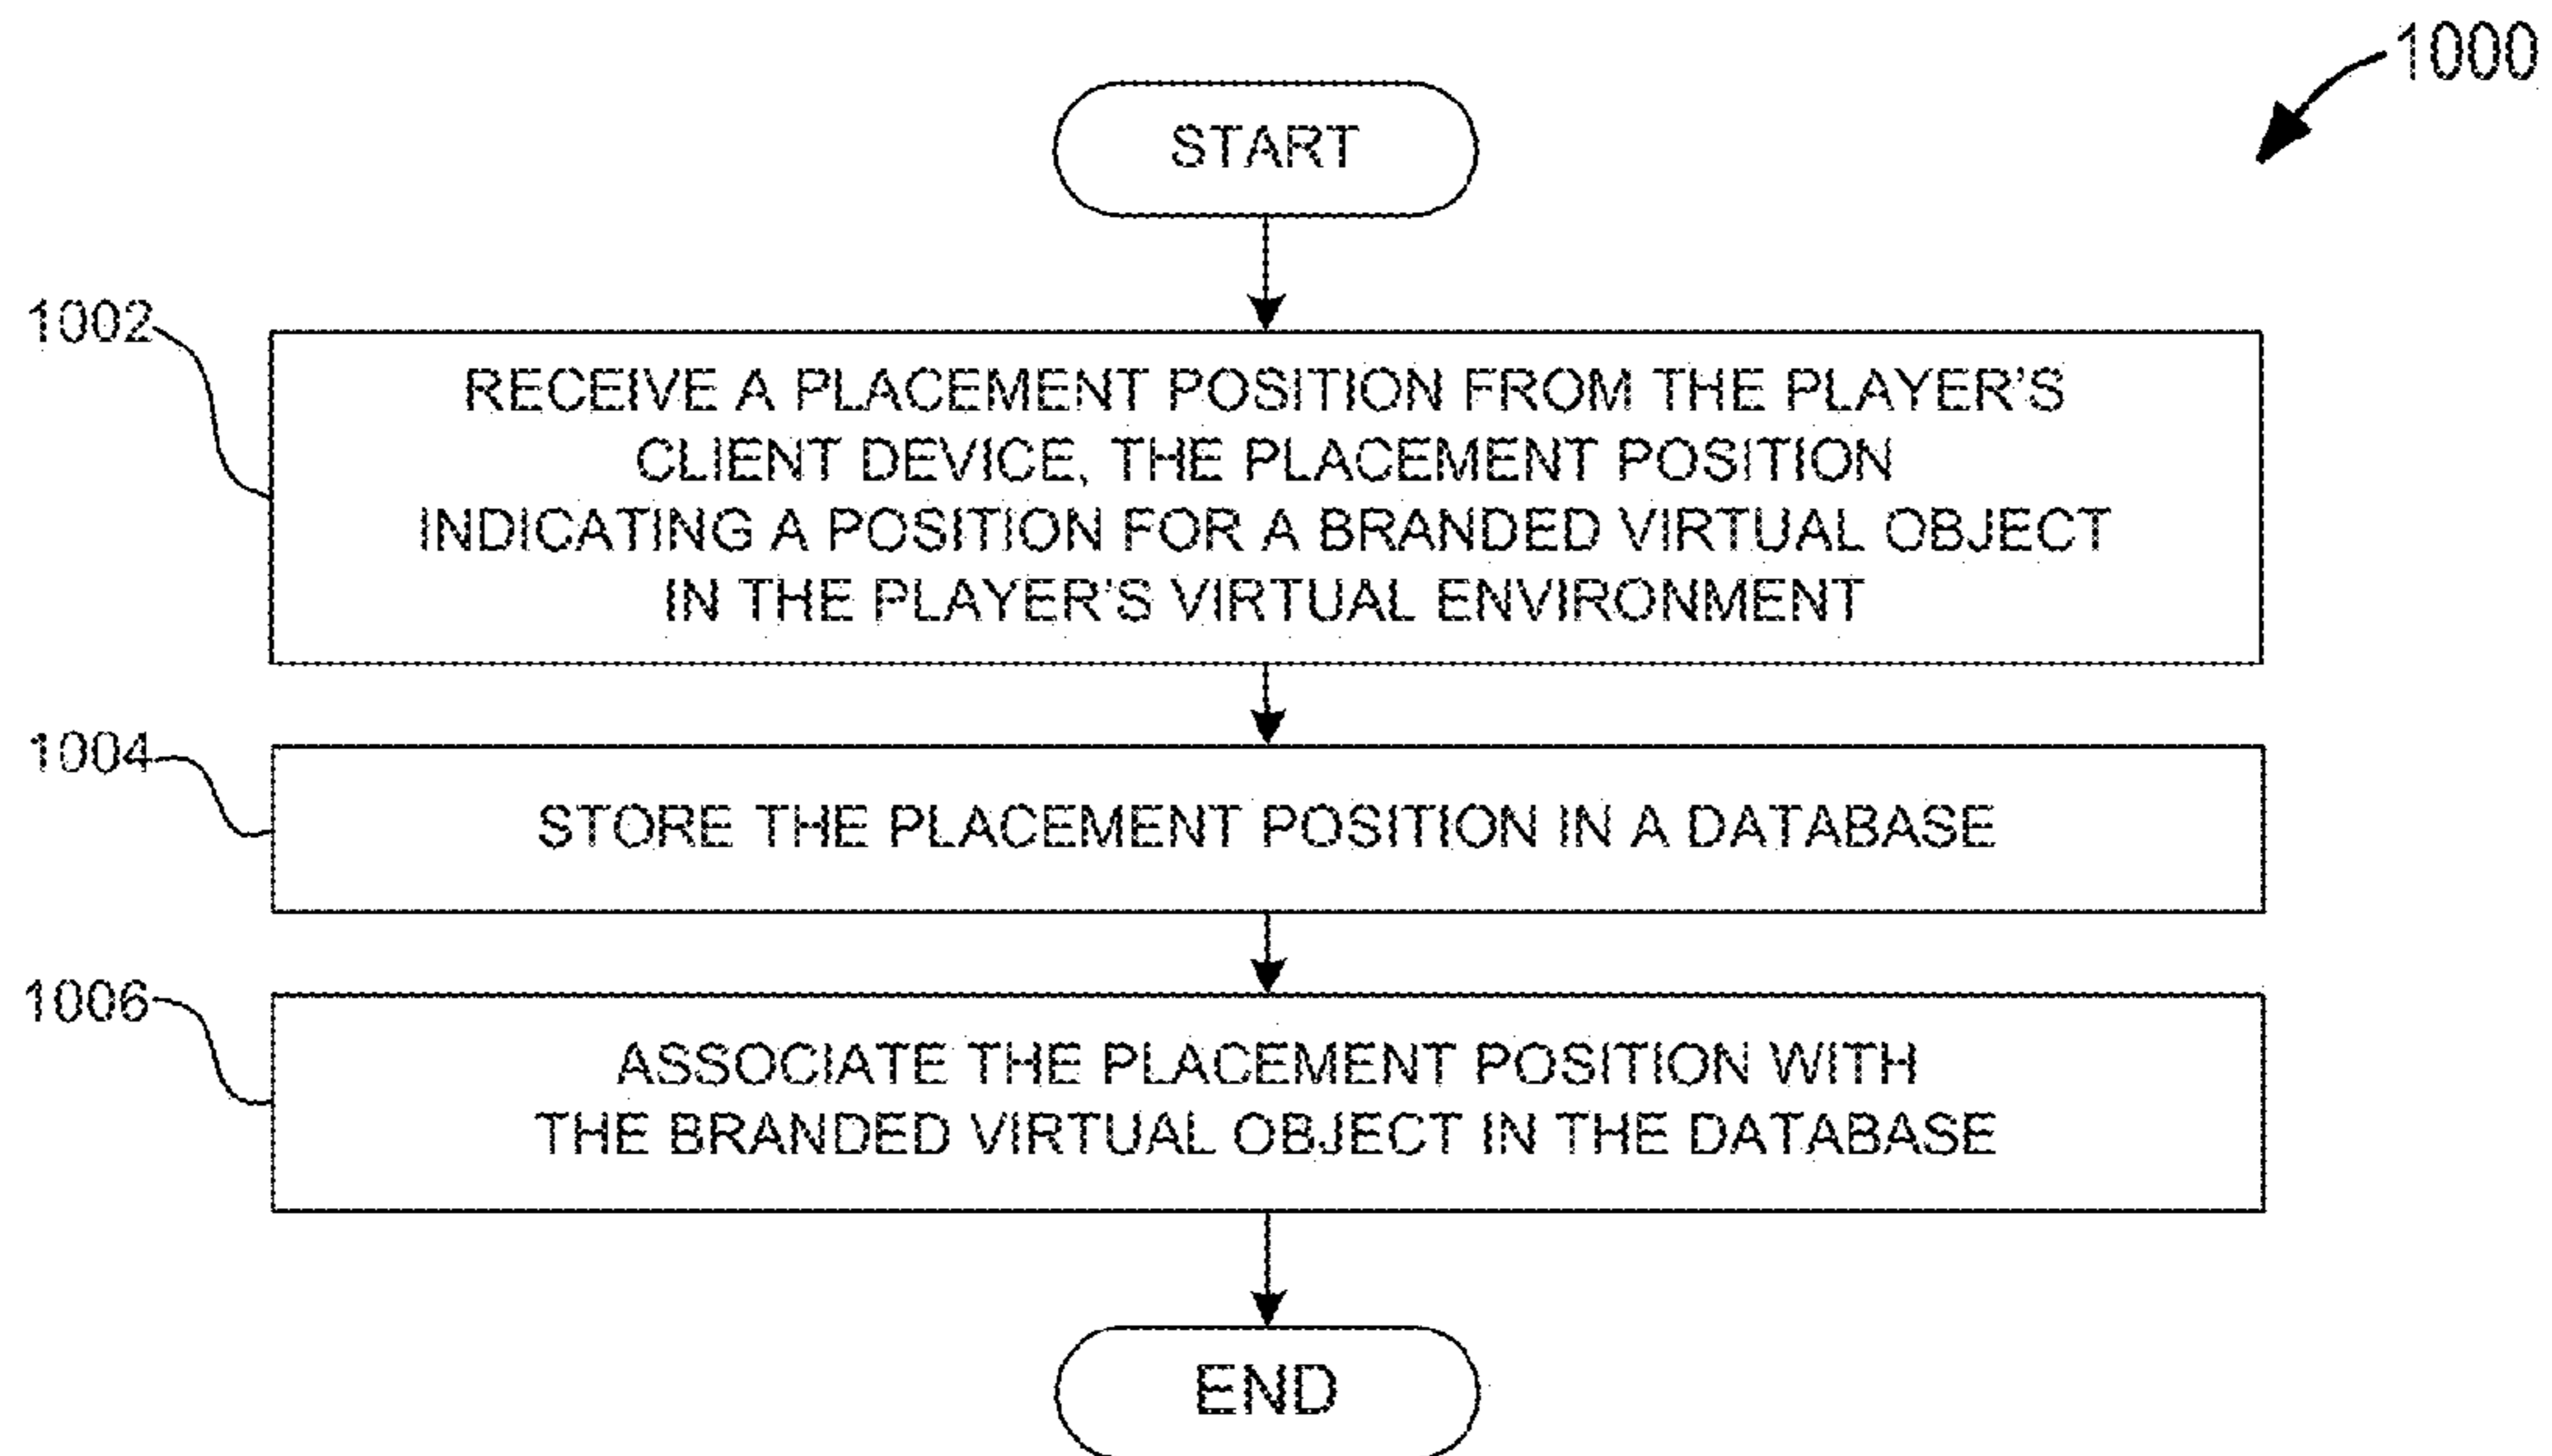 1000
START
1002
RECEIVE A PLACEMENT POSITION FROM THE PLAYER'S
CLIENT DEVICE, THE PLACEMENT POSITION
INDICATING A POSITION FOR A BRANDED VIRTUAL OBJECT
IN THE PLAYER'S VIRTUAL ENVIRONMENT
1004
STORE THE PLACEMENT POSITION IN A DATABASE
1006
ASSOCIATE THE PLACEMENT POSITION WITH
THE BRANDED VIRTUAL OBJECT IN THE DATABASE
END